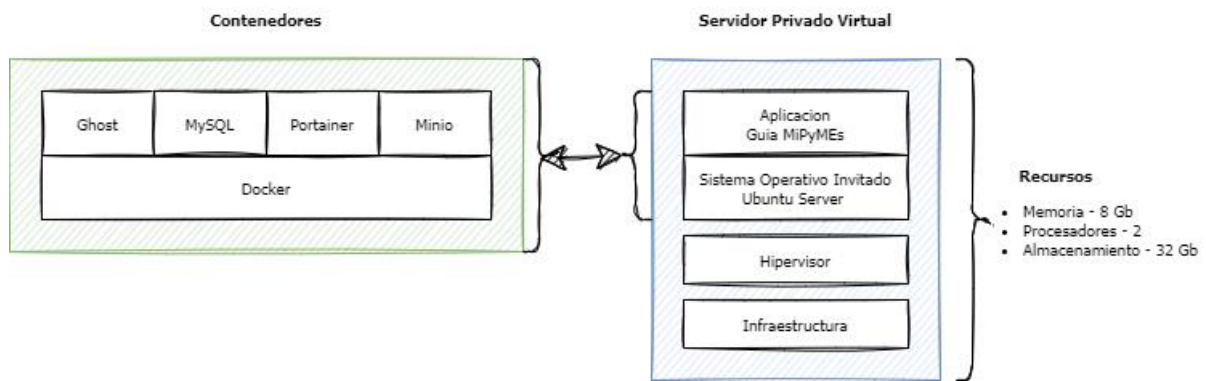 Contenedores
Servidor Privado Virtual
Ghost
MySQL
Portainer
Minio
Docker
Aplicacion
Guia MiPyMEs
Sistema Operativo Invitado
Ubuntu Server
Hipervisor
Infraestructura
Recursos
• Memoria - 8 Gb
• Procesadores - 2
• Almacenamiento - 32 Gb